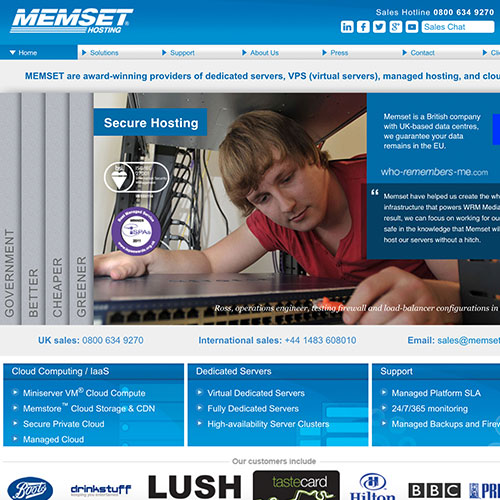 MEMSET®
HOSTING
Sales Hotline 0800 634 9270
Sales Chat
Home
Solutions
Support
About Us
Press
Contact
MEMSET are award-winning providers of dedicated servers, VPS (virtual servers), managed hosting, and clou
GOVERNMENT
BETTER
CHEAPER
GREENER
Secure Hosting
Memset is a British company
with UK-based data centres,
we guarantee your data
remains in the EU.
who-remembers-me.com
“ Memset have helped us create the
infrastructure that powers WRM Media
result, we can focus on working for ou
safe in the knowledge that Memset wil
host our servers without a hitch.
ISPAs
2011
Ross, operations engineer, testing firewall and load-balancer configurations in
UK sales: 0800 634 9270
International sales: +44 1483 608010
Email: sales@memset
Cloud Computing / IaaS
Miniserver VM® Cloud Compute
Memstore™ Cloud Storage & CDN
Secure Private Cloud
Managed Cloud
Dedicated Servers
Virtual Dedicated Servers
Fully Dedicated Servers
High-availability Server Clusters
Support
Managed Platform SLA
24/7/365 monitoring
Managed Backups and Firew
Our customers include
Boots
drinkstuff
LUSH
tastecard
Hilton
BBC